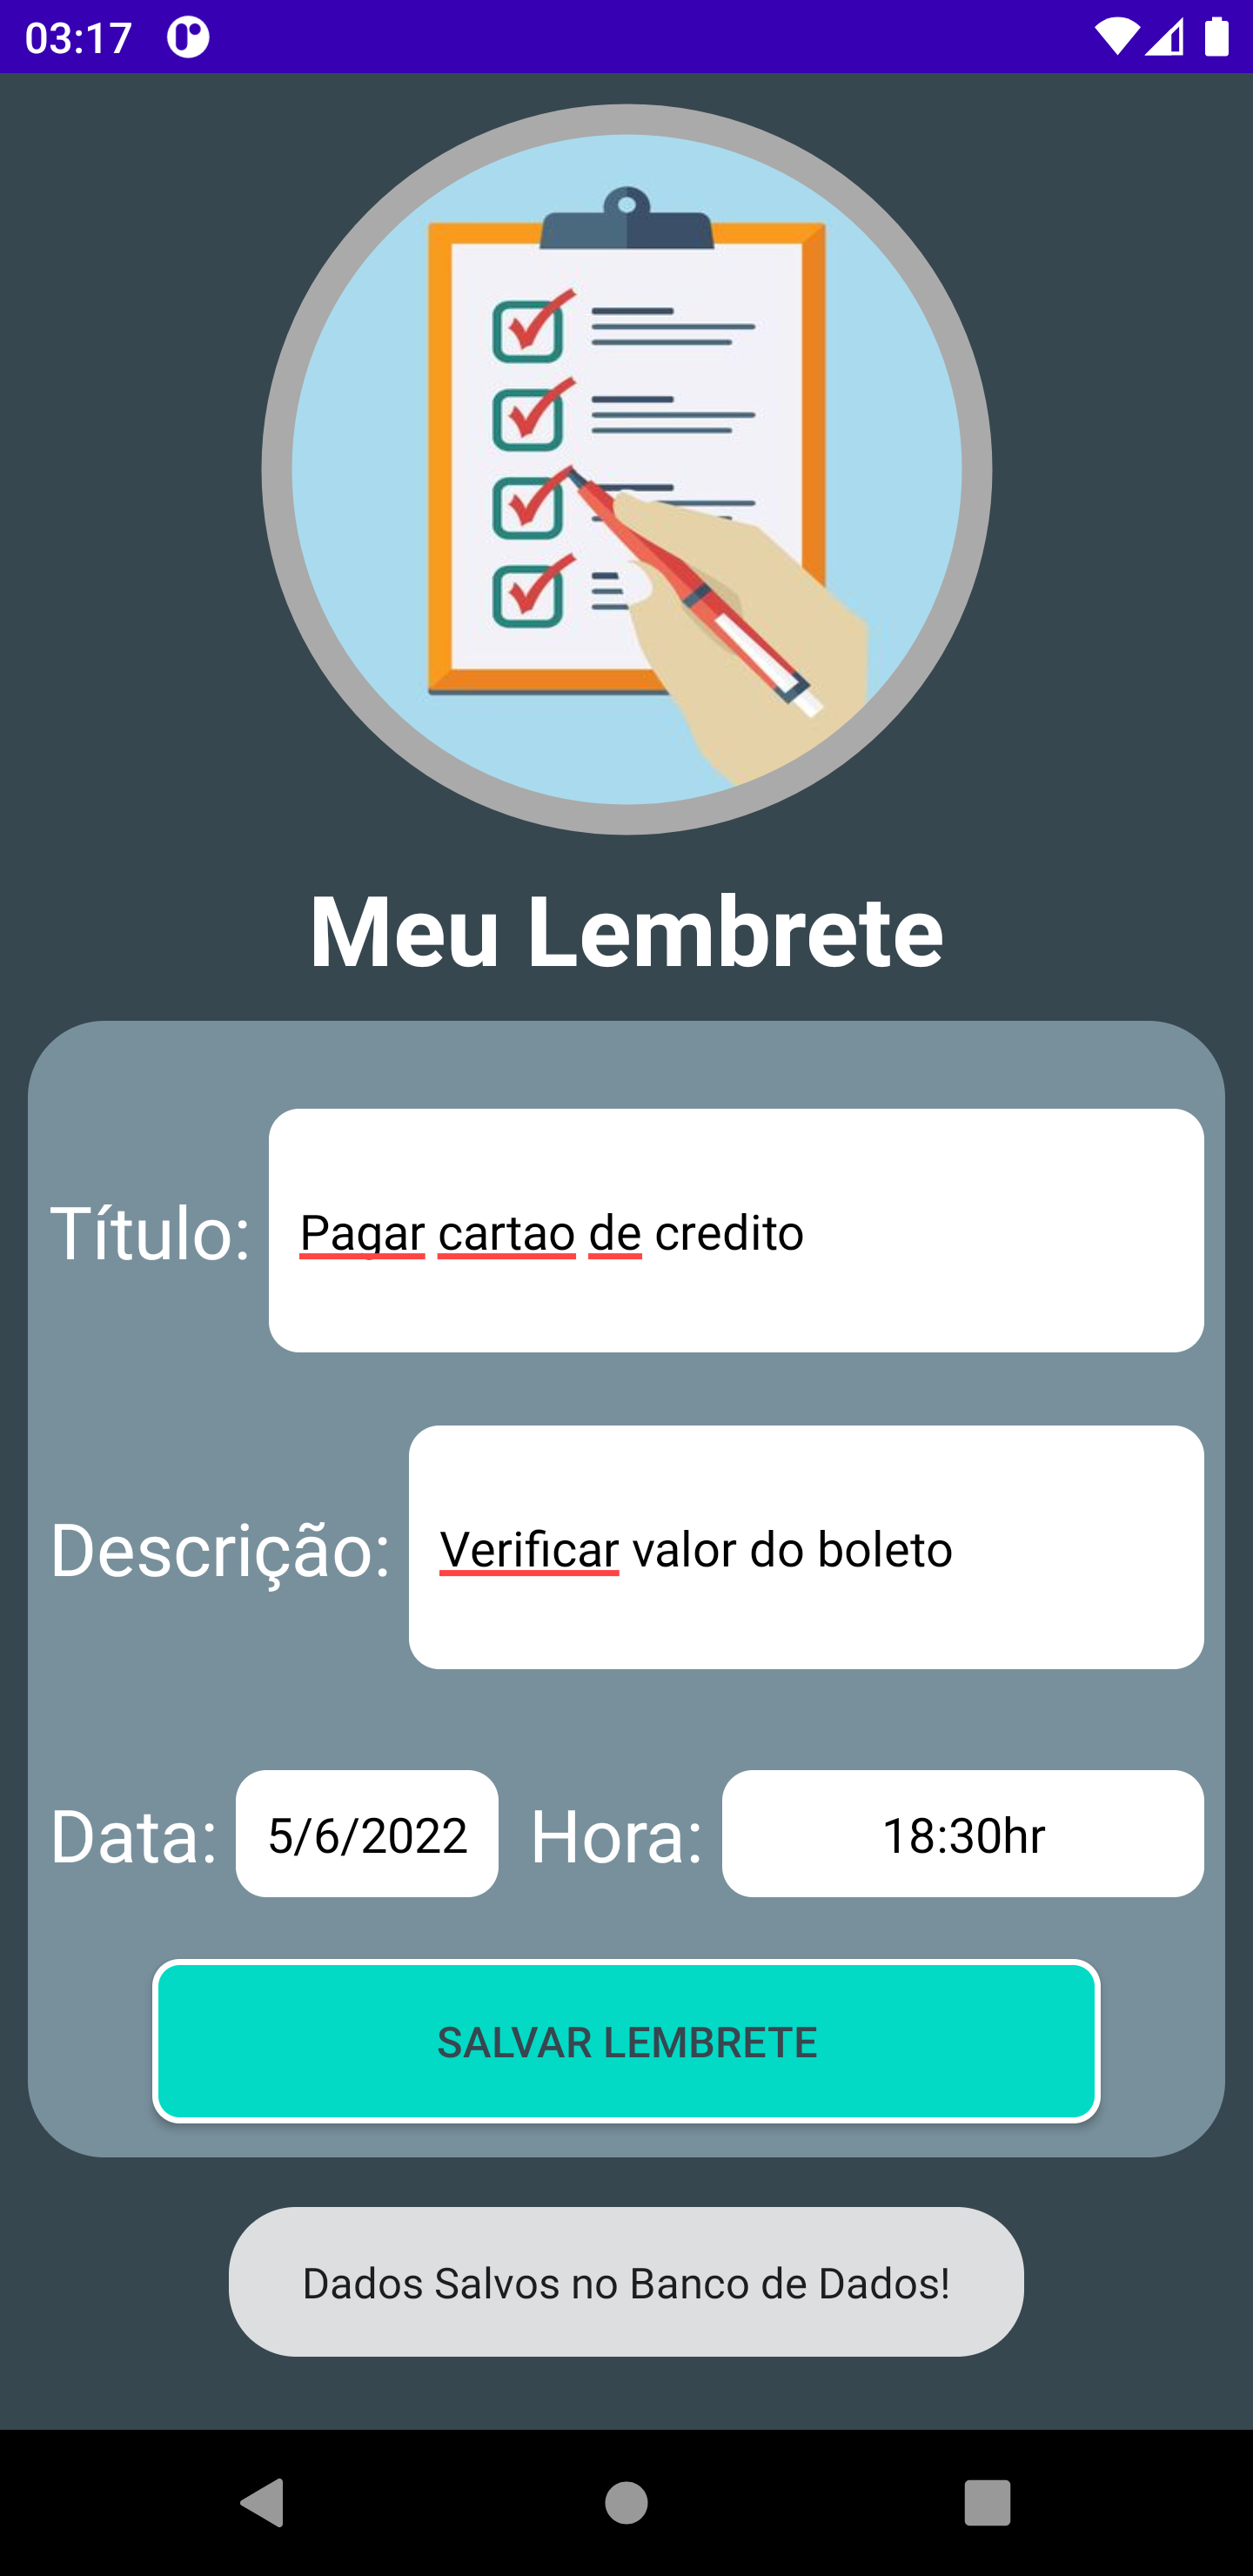 03:17
Meu Lembrete
Título: Pagar cartao de credito
Descrição: Verificar valor do boleto
Data: 5/6/2022 Hora: 18:30hr
SALVAR LEMBRETE
Dados Salvos no Banco de Dados!